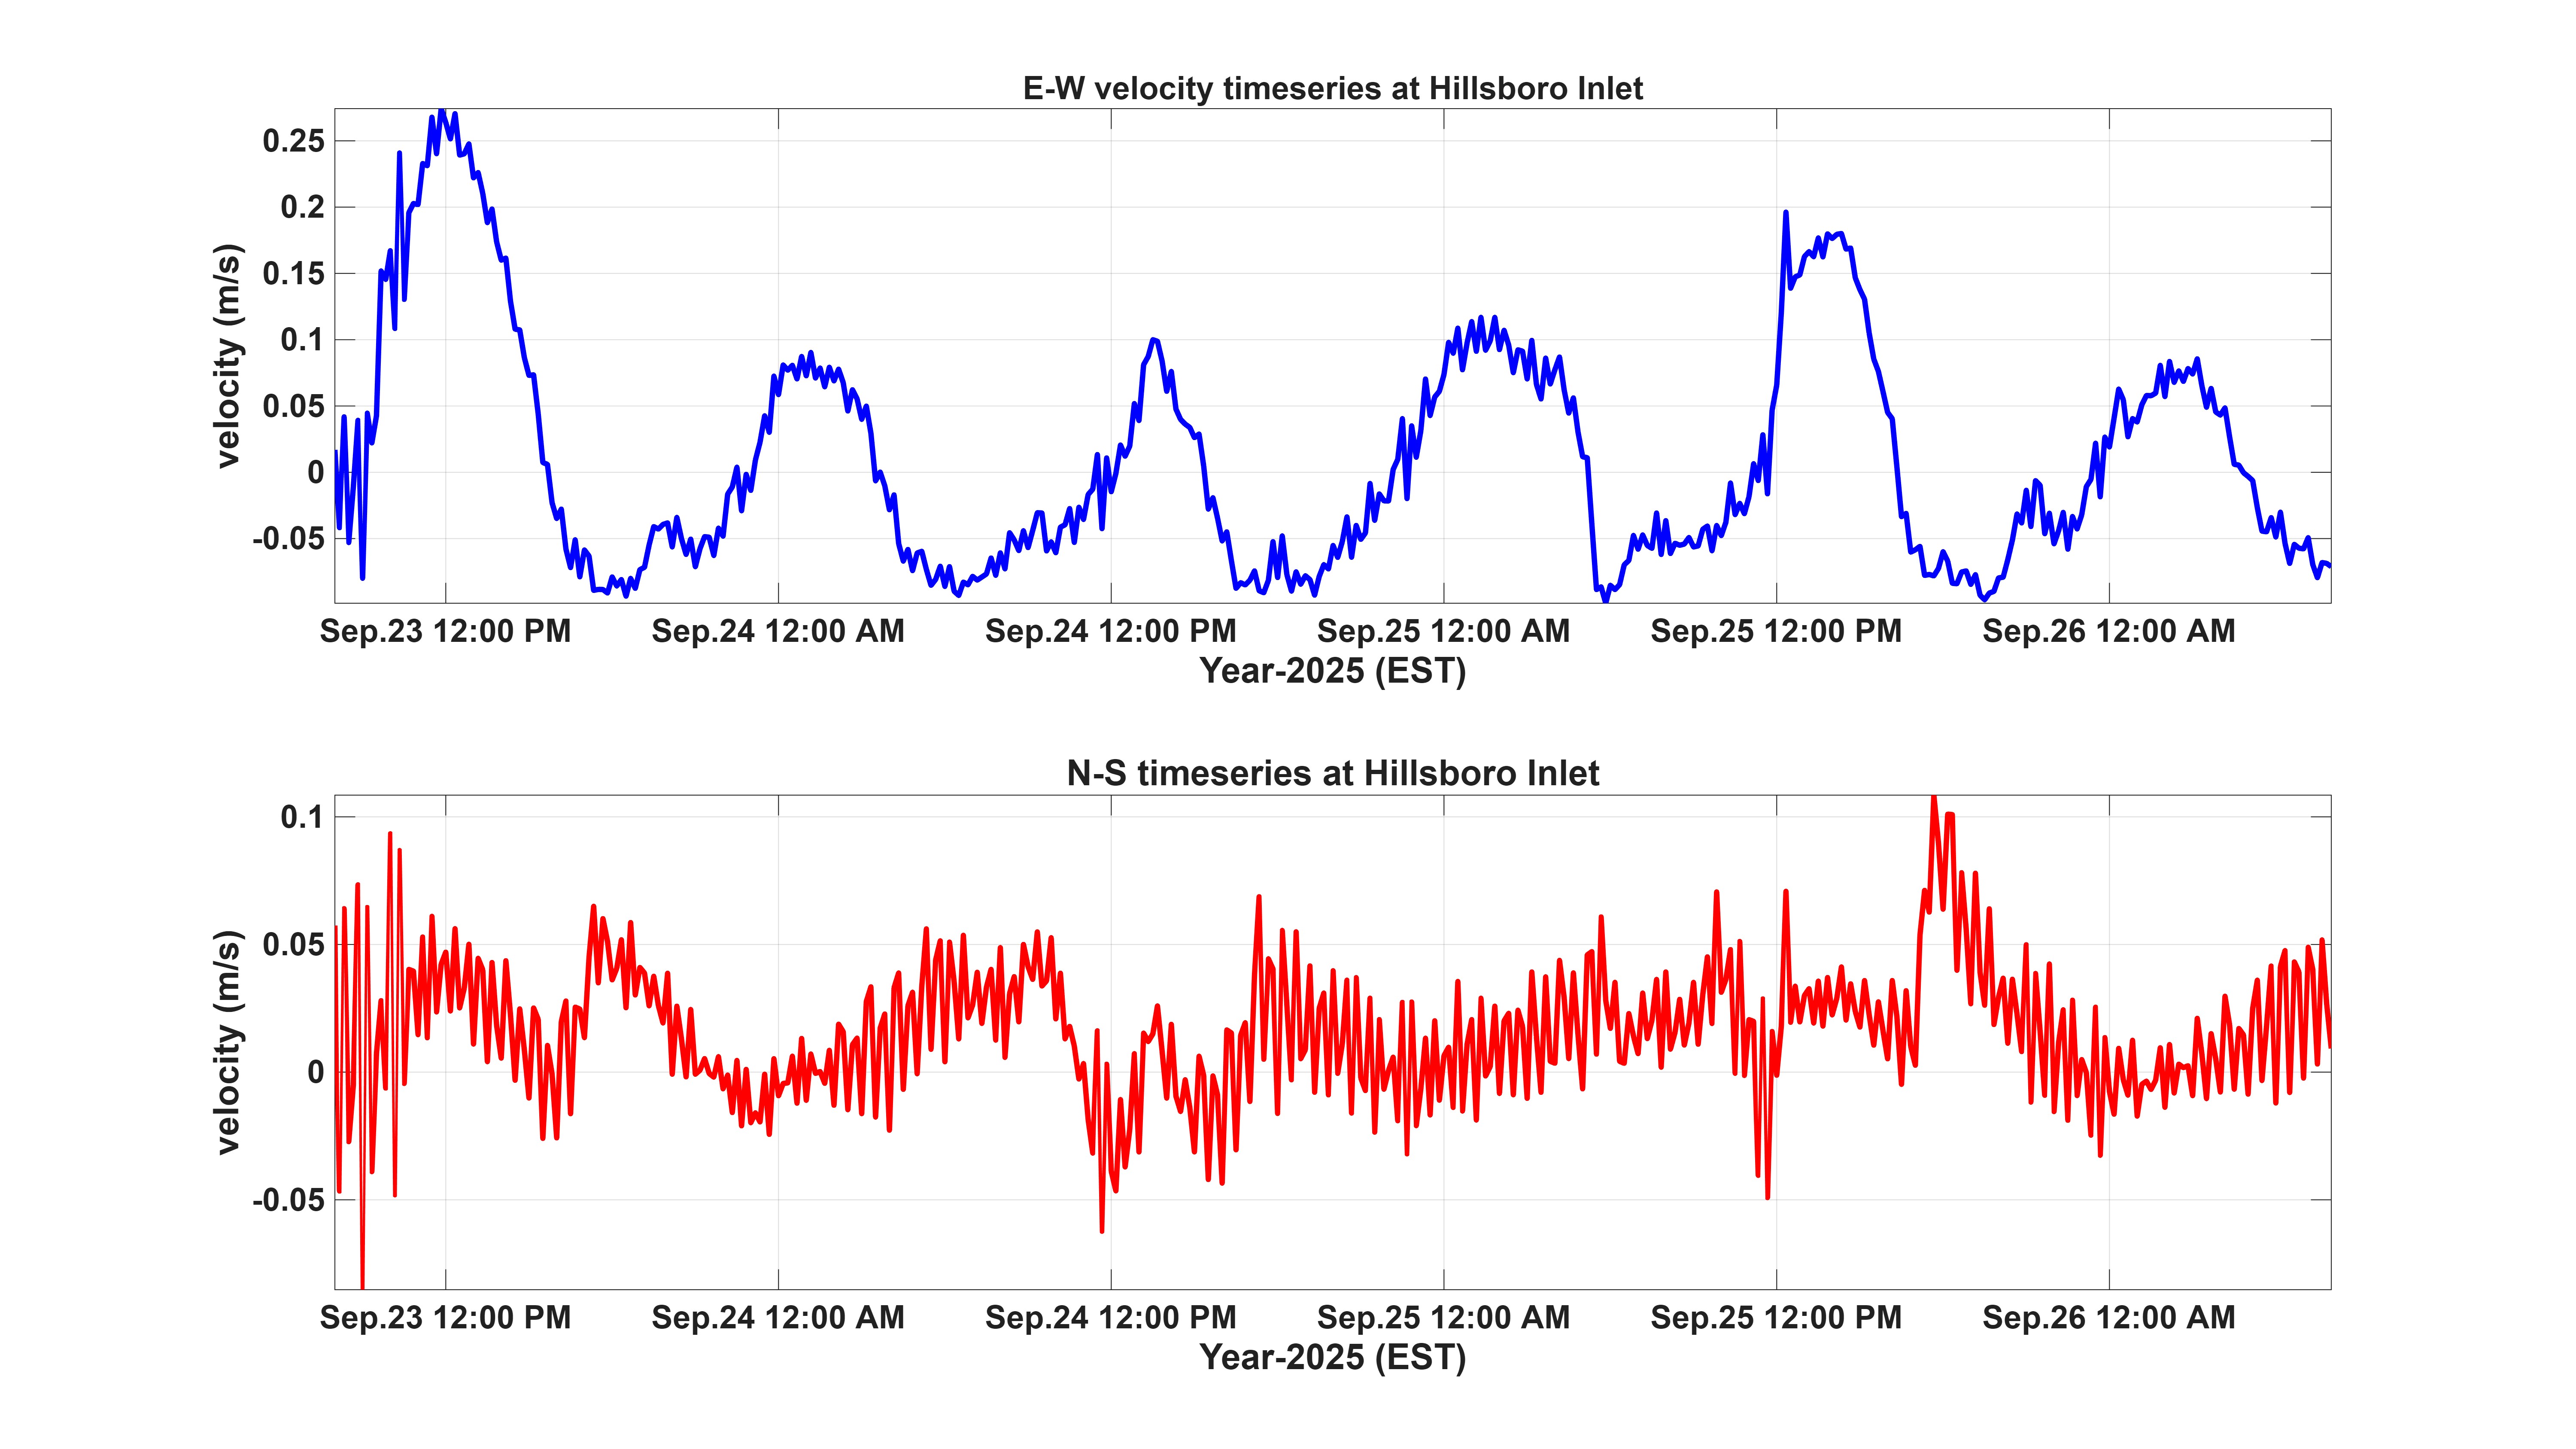 E-W velocity timeseries at Hillsboro Inlet
velocity (m/s)
0.25
0.2
0.15
0.1
0.05
0
-0.05
Sep.23 12:00 PM Sep.24 12:00 AM Sep.24 12:00 PM Sep.25 12:00 AM Sep.25 12:00 PM Sep.26 12:00 AM
Year-2025 (EST)
N-S timeseries at Hillsboro Inlet
velocity (m/s)
0.1
0.05
0
-0.05
Sep.23 12:00 PM Sep.24 12:00 AM Sep.24 12:00 PM Sep.25 12:00 AM Sep.25 12:00 PM Sep.26 12:00 AM
Year-2025 (EST)